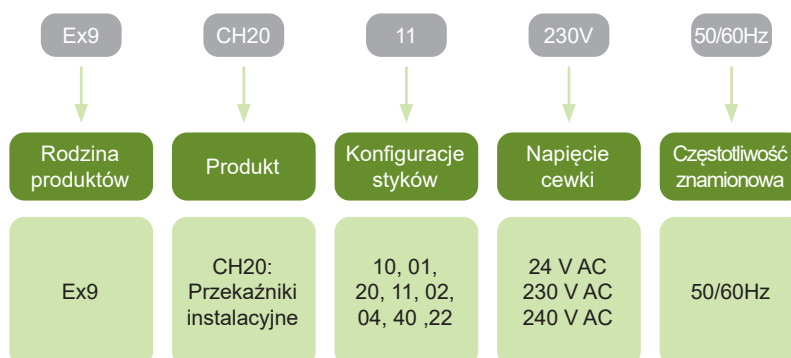 Ex9
CH20
11
230V
50/60Hz
Rodzina
produktów
Produkt
Konfiguracje
styków
Napięcie
cewki
Częstotliwość
znamionowa
Ex9
CH20:
Przekaźniki
instalacyjne
10, 01,
20, 11, 02,
04, 40 ,22
24 V AC
230 V AC
240 V AC
50/60Hz